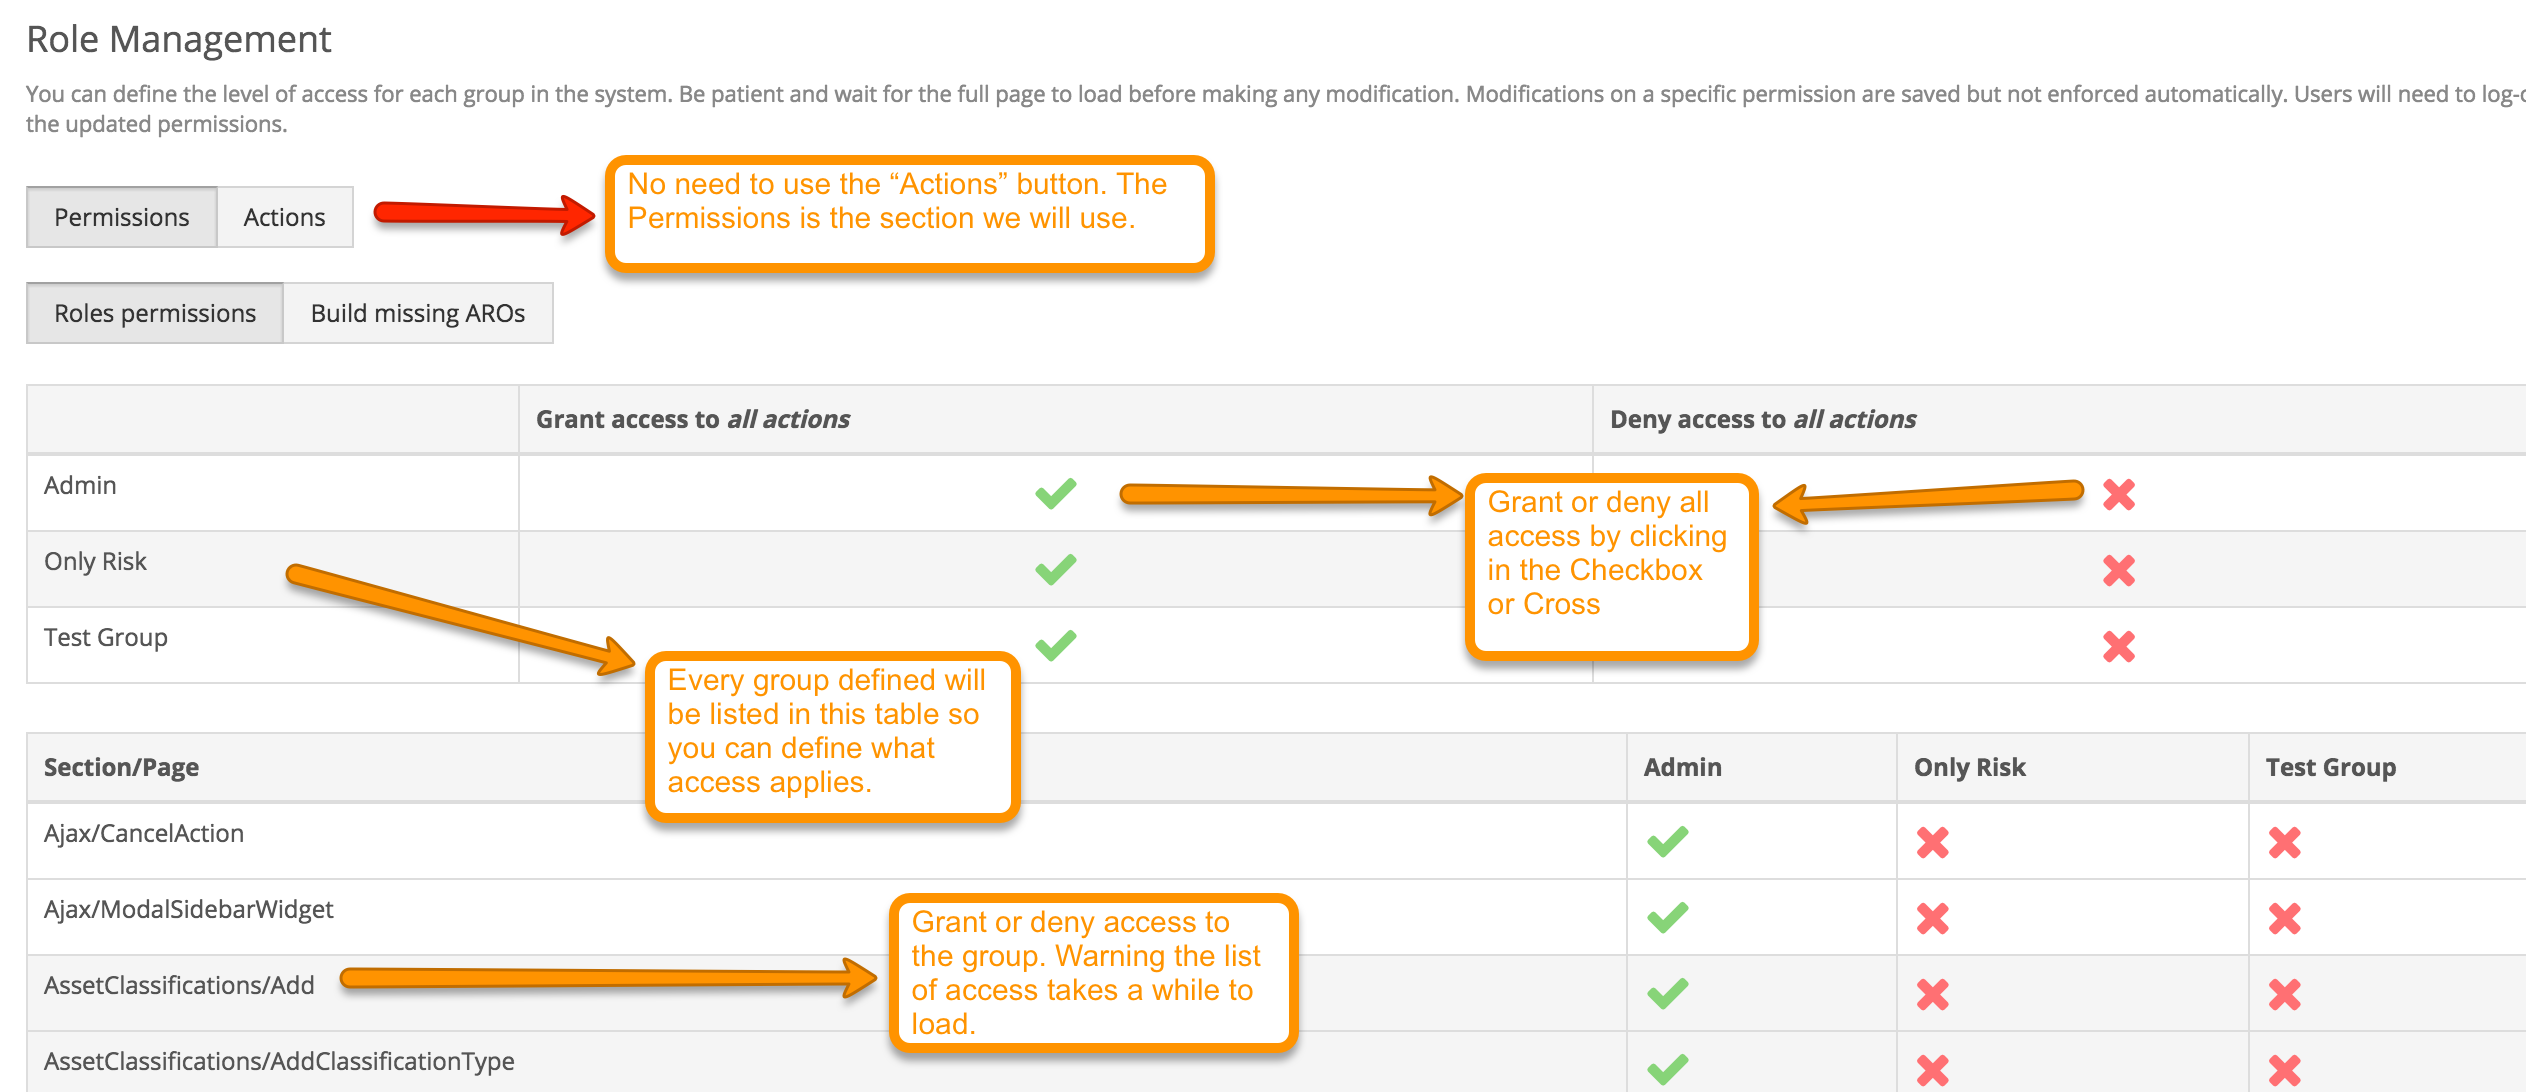 Role Management
You can define the level of access for each group in the system. Be patient and wait for the full page to load before making any modification. Modifications on a specific permission are saved but not enforced automatically. Users will need to log-
the updated permissions.
No need to use the “Actions” button. The
Permissions is the section we will use.
Permissions Actions
Roles permissions Build missing AROs
Grant access to all actions Deny access to all actions
Admin
Grant or deny all
access by clicking
in the Checkbox
or Cross
Only Risk
Test Group
Every group defined will
be listed in this table so
you can define what
access applies.
Section/Page Admin Only Risk Test Group
Ajax/CancelAction
Ajax/ModalSidebarWidget
Grant or deny access to
the group. Warning the list
of access takes a while to
load.
AssetClassifications/Add
AssetClassifications/AddClassificationType